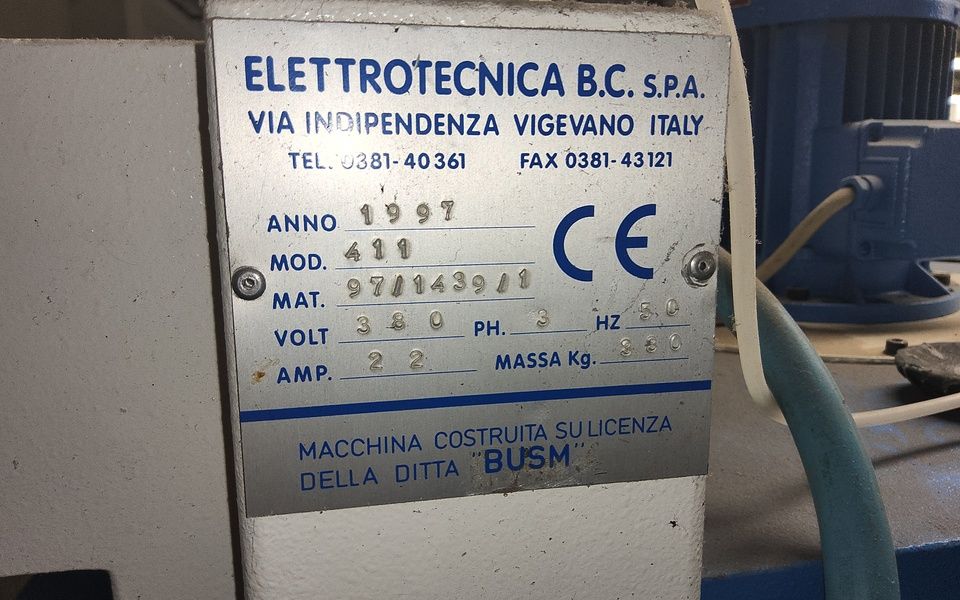 ELETTROTECNICA B.C. S.P.A.
VIA INDIPENDENZA VIGEVANO ITALY
TEL. 0381-40361 FAX 0381-43121
ANNO 1997
MOD. 411
CE
MAT. 97/1439/1
VOLT 380 PH. 3 HZ 50
AMP. 22 MASSA Kg. 330
MACCHINA COSTRUITA SU LICENZA
DELLA DITTA "BUSM"